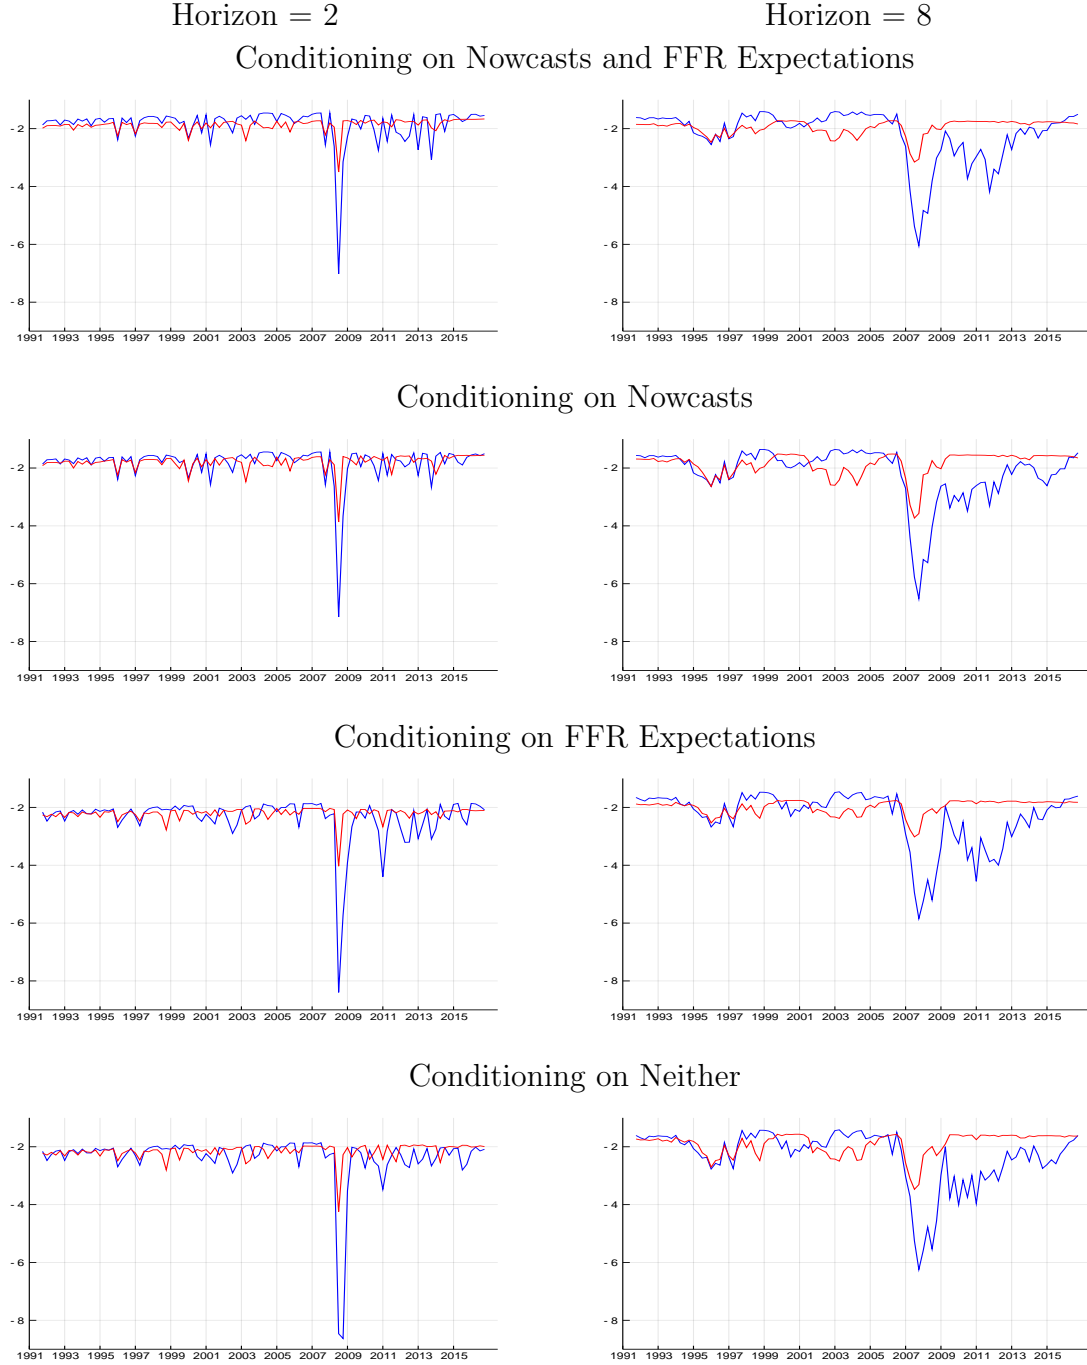 Horizon = 2 Horizon = 8
Conditioning on Nowcasts and FFR Expectations
-2 -2
-4 -4
-6 -6
-8 -8
1991 1993 1995 1997 1999 2001 2003 2005 2007 2009 2011 2013 2015 1991 1993 1995 1997 1999 2001 2003 2005 2007 2009 2011 2013 2015
Conditioning on Nowcasts
-2 -2
-4 -4
-6 -6
-8 -8
1991 1993 1995 1997 1999 2001 2003 2005 2007 2009 2011 2013 2015 1991 1993 1995 1997 1999 2001 2003 2005 2007 2009 2011 2013 2015
Conditioning on FFR Expectations
-2 -2
-4 -4
-6 -6
-8 -8
1991 1993 1995 1997 1999 2001 2003 2005 2007 2009 2011 2013 2015 1991 1993 1995 1997 1999 2001 2003 2005 2007 2009 2011 2013 2015
Conditioning on Neither
-2 -2
-4 -4
-6 -6
-8 -8
1991 1993 1995 1997 1999 2001 2003 2005 2007 2009 2011 2013 2015 1991 1993 1995 1997 1999 2001 2003 2005 2007 2009 2011 2013 2015